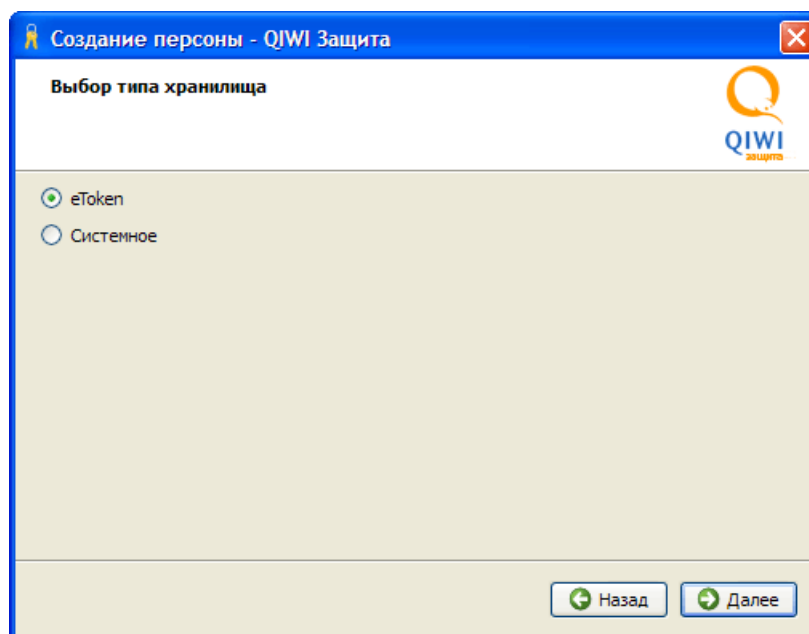 Создание персоны - QIWI Защита
Выбор типа хранилища
QIWI
защита
eToken
Системное
Назад
Далее